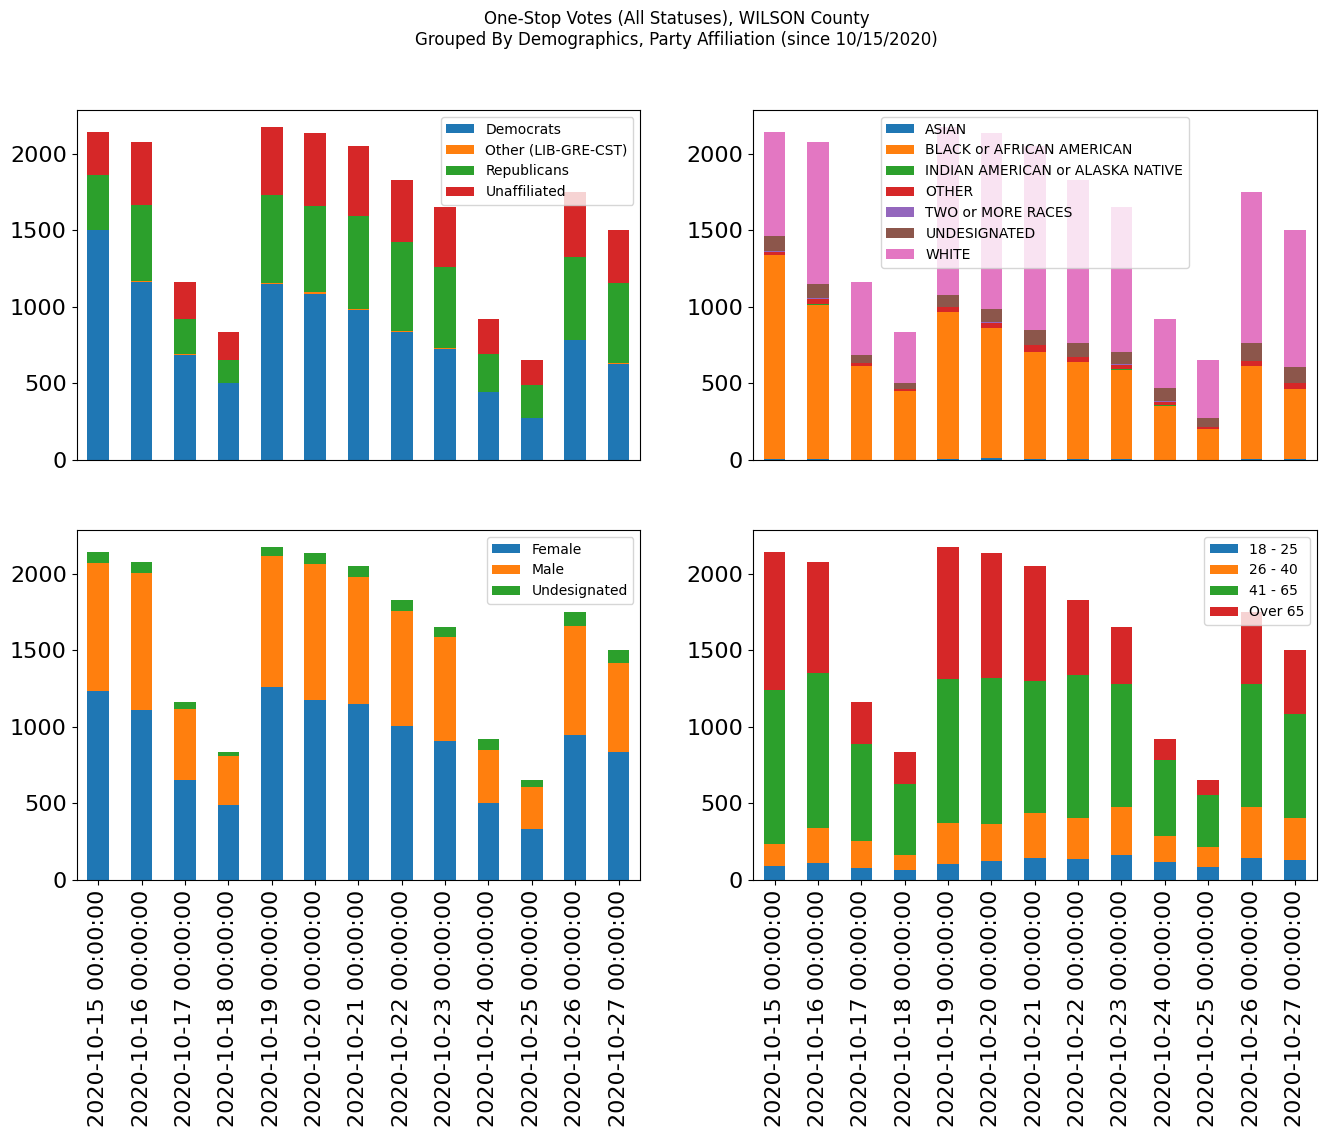 One-Stop Votes (All Statuses), WILSON County
Grouped By Demographics, Party Affiliation (since 10/15/2020)
2000
1500
1000
500
0
Democrats
Other (LIB-GRE-CST)
Republicans
Unaffiliated
2000
1500
1000
500
0
ASIAN
BLACK or AFRICAN AMERICAN
INDIAN AMERICAN or ALASKA NATIVE
OTHER
TWO or MORE RACES
UNDESIGNATED
WHITE
2000
1500
1000
500
0
Female
Male
Undesignated
2020-10-15 00:00:00
2020-10-16 00:00:00
2020-10-17 00:00:00
2020-10-18 00:00:00
2020-10-19 00:00:00
2020-10-20 00:00:00
2020-10-21 00:00:00
2020-10-22 00:00:00
2020-10-23 00:00:00
2020-10-24 00:00:00
2020-10-25 00:00:00
2020-10-26 00:00:00
2020-10-27 00:00:00
2000
1500
1000
500
0
18 - 25
26 - 40
41 - 65
Over 65
2020-10-15 00:00:00
2020-10-16 00:00:00
2020-10-17 00:00:00
2020-10-18 00:00:00
2020-10-19 00:00:00
2020-10-20 00:00:00
2020-10-21 00:00:00
2020-10-22 00:00:00
2020-10-23 00:00:00
2020-10-24 00:00:00
2020-10-25 00:00:00
2020-10-26 00:00:00
2020-10-27 00:00:00